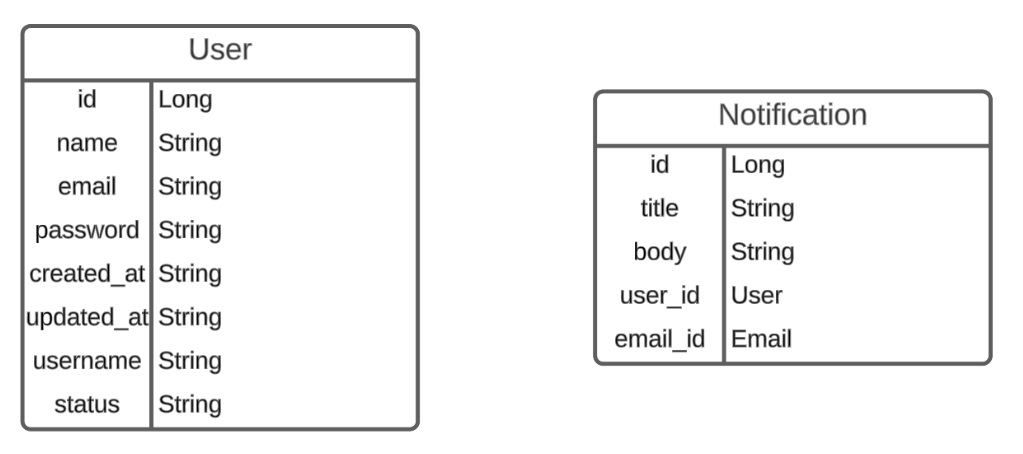 User
id Long
name String
email String
password String
created_at String
updated_at String
username String
status String
Notification
id Long
title String
body String
user_id User
email_id Email